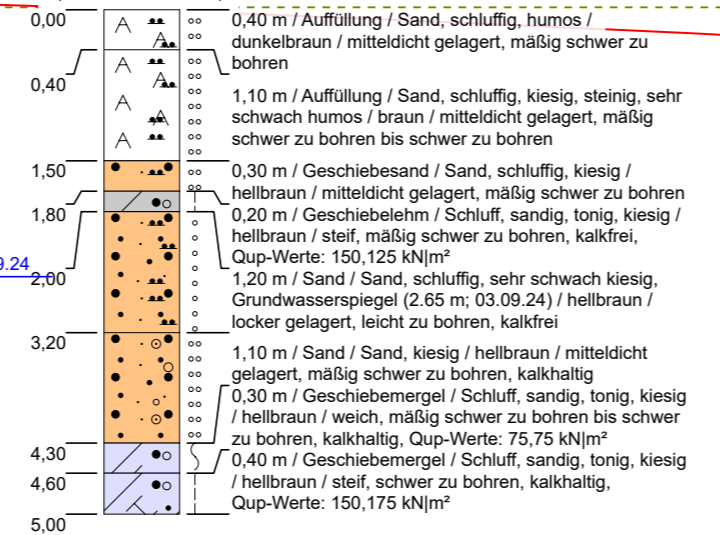 0,00
0,40 m / Auffüllung / Sand, schluffig, humos /
dunkelbraun / mitteldicht gelagert, mäßig schwer zu
bohren
0,40
1,10 m / Auffüllung / Sand, schluffig, kiesig, steinig, sehr
schwach humos / braun / mitteldicht gelagert, mäßig
schwer zu bohren bis schwer zu bohren
1,50
0,30 m / Geschiebesand / Sand, schluffig, kiesig /
hellbraun / mitteldicht gelagert, mäßig schwer zu bohren
1,80
0,20 m / Geschiebelehm / Schluff, sandig, tonig, kiesig /
hellbraun / steif, mäßig schwer zu bohren, kalkfrei,
Qup-Werte: 150,125 kN|m²
9.24
2,00
1,20 m / Sand / Sand, schluffig, sehr schwach kiesig,
Grundwasserspiegel (2.65 m; 03.09.24) / hellbraun /
locker gelagert, leicht zu bohren, kalkfrei
3,20
1,10 m / Sand / Sand, kiesig / hellbraun / mitteldicht
gelagert, mäßig schwer zu bohren, kalkhaltig
0,30 m / Geschiebemergel / Schluff, sandig, tonig, kiesig
/ hellbraun / weich, mäßig schwer zu bohren bis schwer
zu bohren, kalkhaltig, Qup-Werte: 75,75 kN|m²
4,30
0,40 m / Geschiebemergel / Schluff, sandig, tonig, kiesig
/ hellbraun / steif, schwer zu bohren, kalkhaltig,
Qup-Werte: 150,175 kN|m²
4,60
5,00